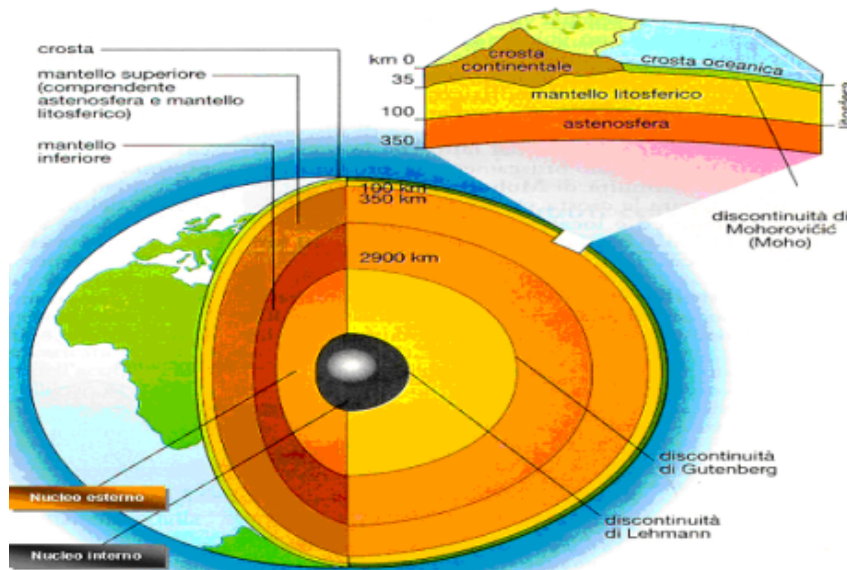 crosta
mantello superiore
(comprendente
astenosfera e mantello
litosferico)
mantello
inferiore
km 0
35
100
350
crosta
continentale
crosta oceanica
mantello litosferico
astenosfera
litosfera
discontinuità di
Mohorovičić
(Moho)
100 km
350 km
2900 km
discontinuità
di Gutenberg
discontinuità
di Lehmann
Nucleo esterno
Nucleo interno